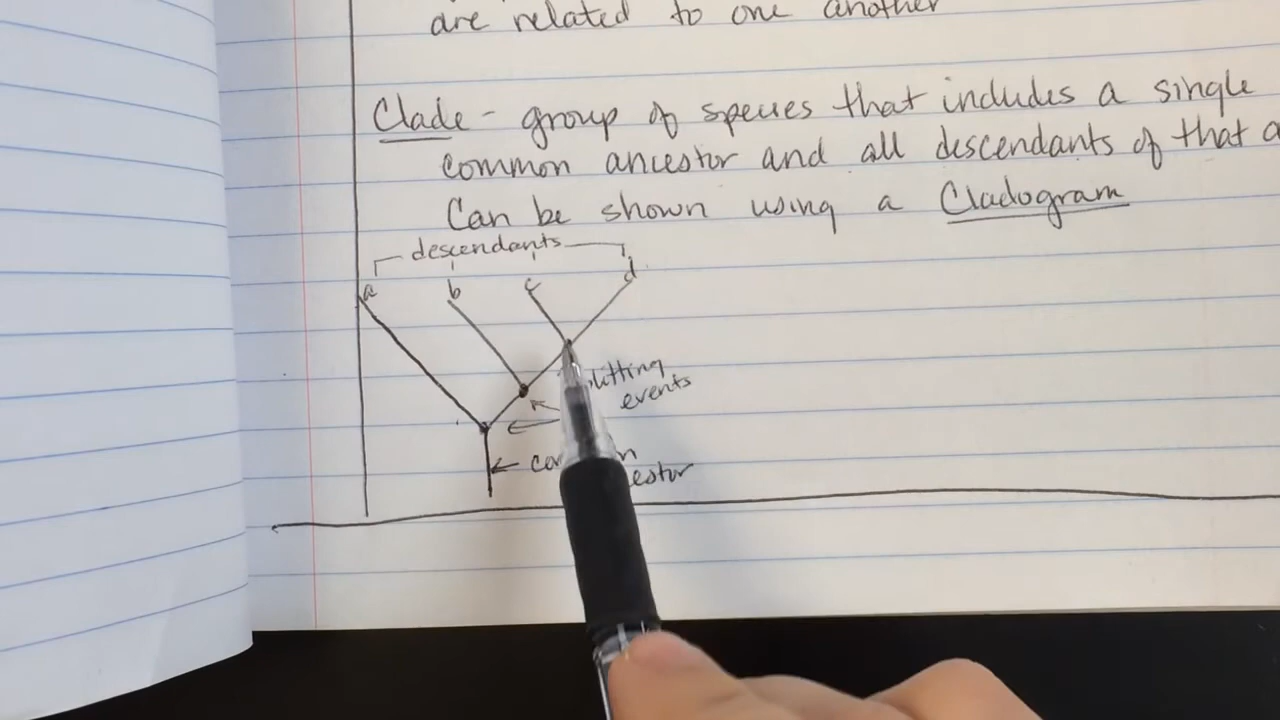 are related to one another
Clade - group of species that includes a single
common ancestor and all descendants of that
Can be shown using a Cladogram
descendants
a b c d
events